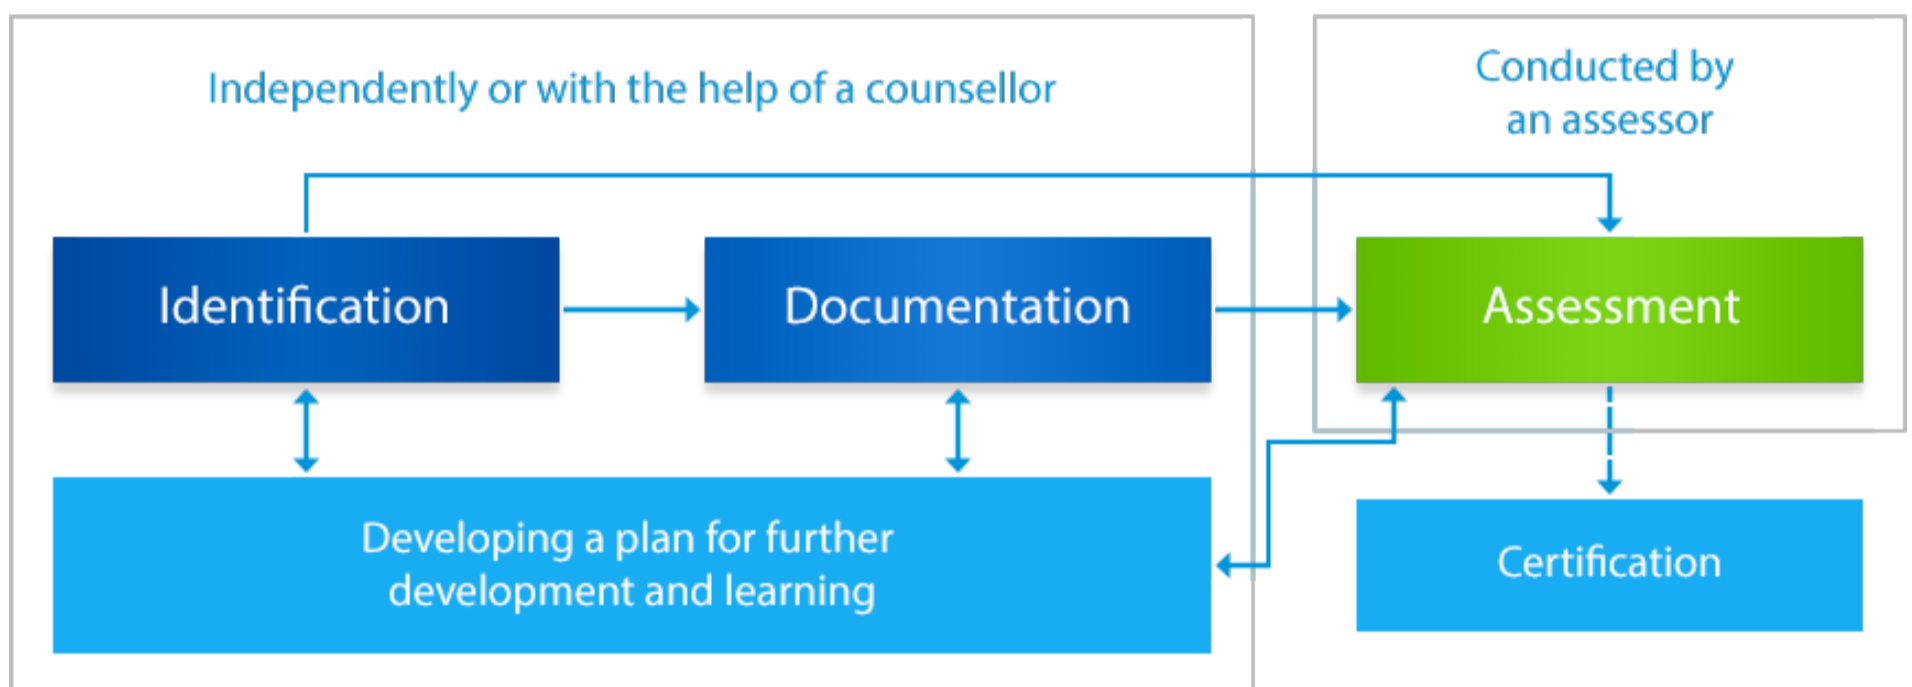 Independently or with the help of a counsellor
Conducted by
an assessor
Identification
Documentation
Assessment
Developing a plan for further
development and learning
Certification